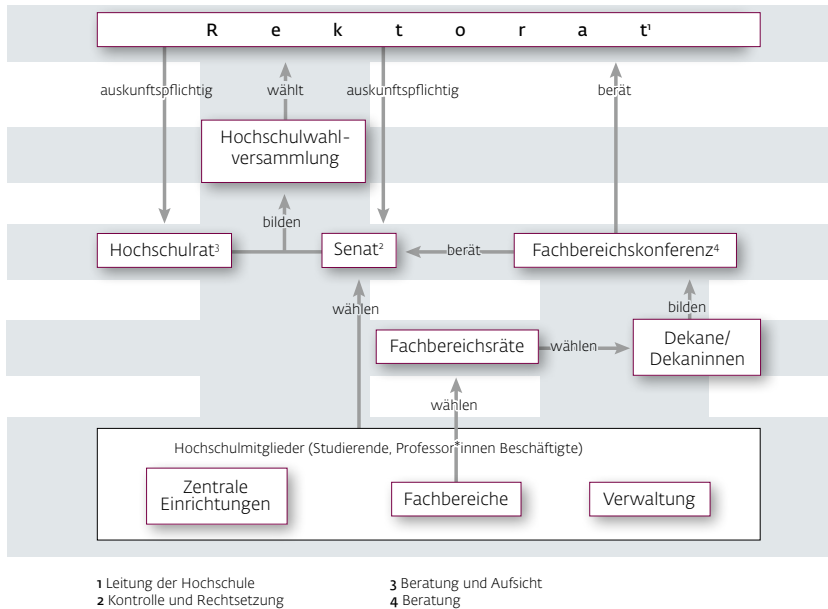 R e k t o r a t¹
auskunftspflichtig
wählt
auskunftspflichtig
berät
Hochschulwahl-
versammlung
bilden
Hochschulrat³
Senat²
berät
Fachbereichskonferenz⁴
wählen
bilden
Fachbereichsräte
wählen
Dekane/
Dekaninnen
wählen
Hochschulmitglieder (Studierende, Professor*innen Beschäftigte)
Zentrale
Einrichtungen
Fachbereiche
Verwaltung
1 Leitung der Hochschule
2 Kontrolle und Rechtsetzung
3 Beratung und Aufsicht
4 Beratung